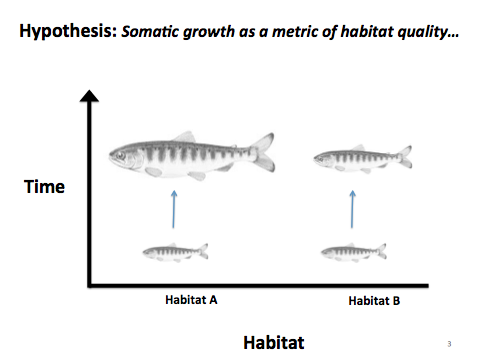 Hypothesis: Somatic growth as a metric of habitat quality…
Time
Habitat A
Habitat B
Habitat
3